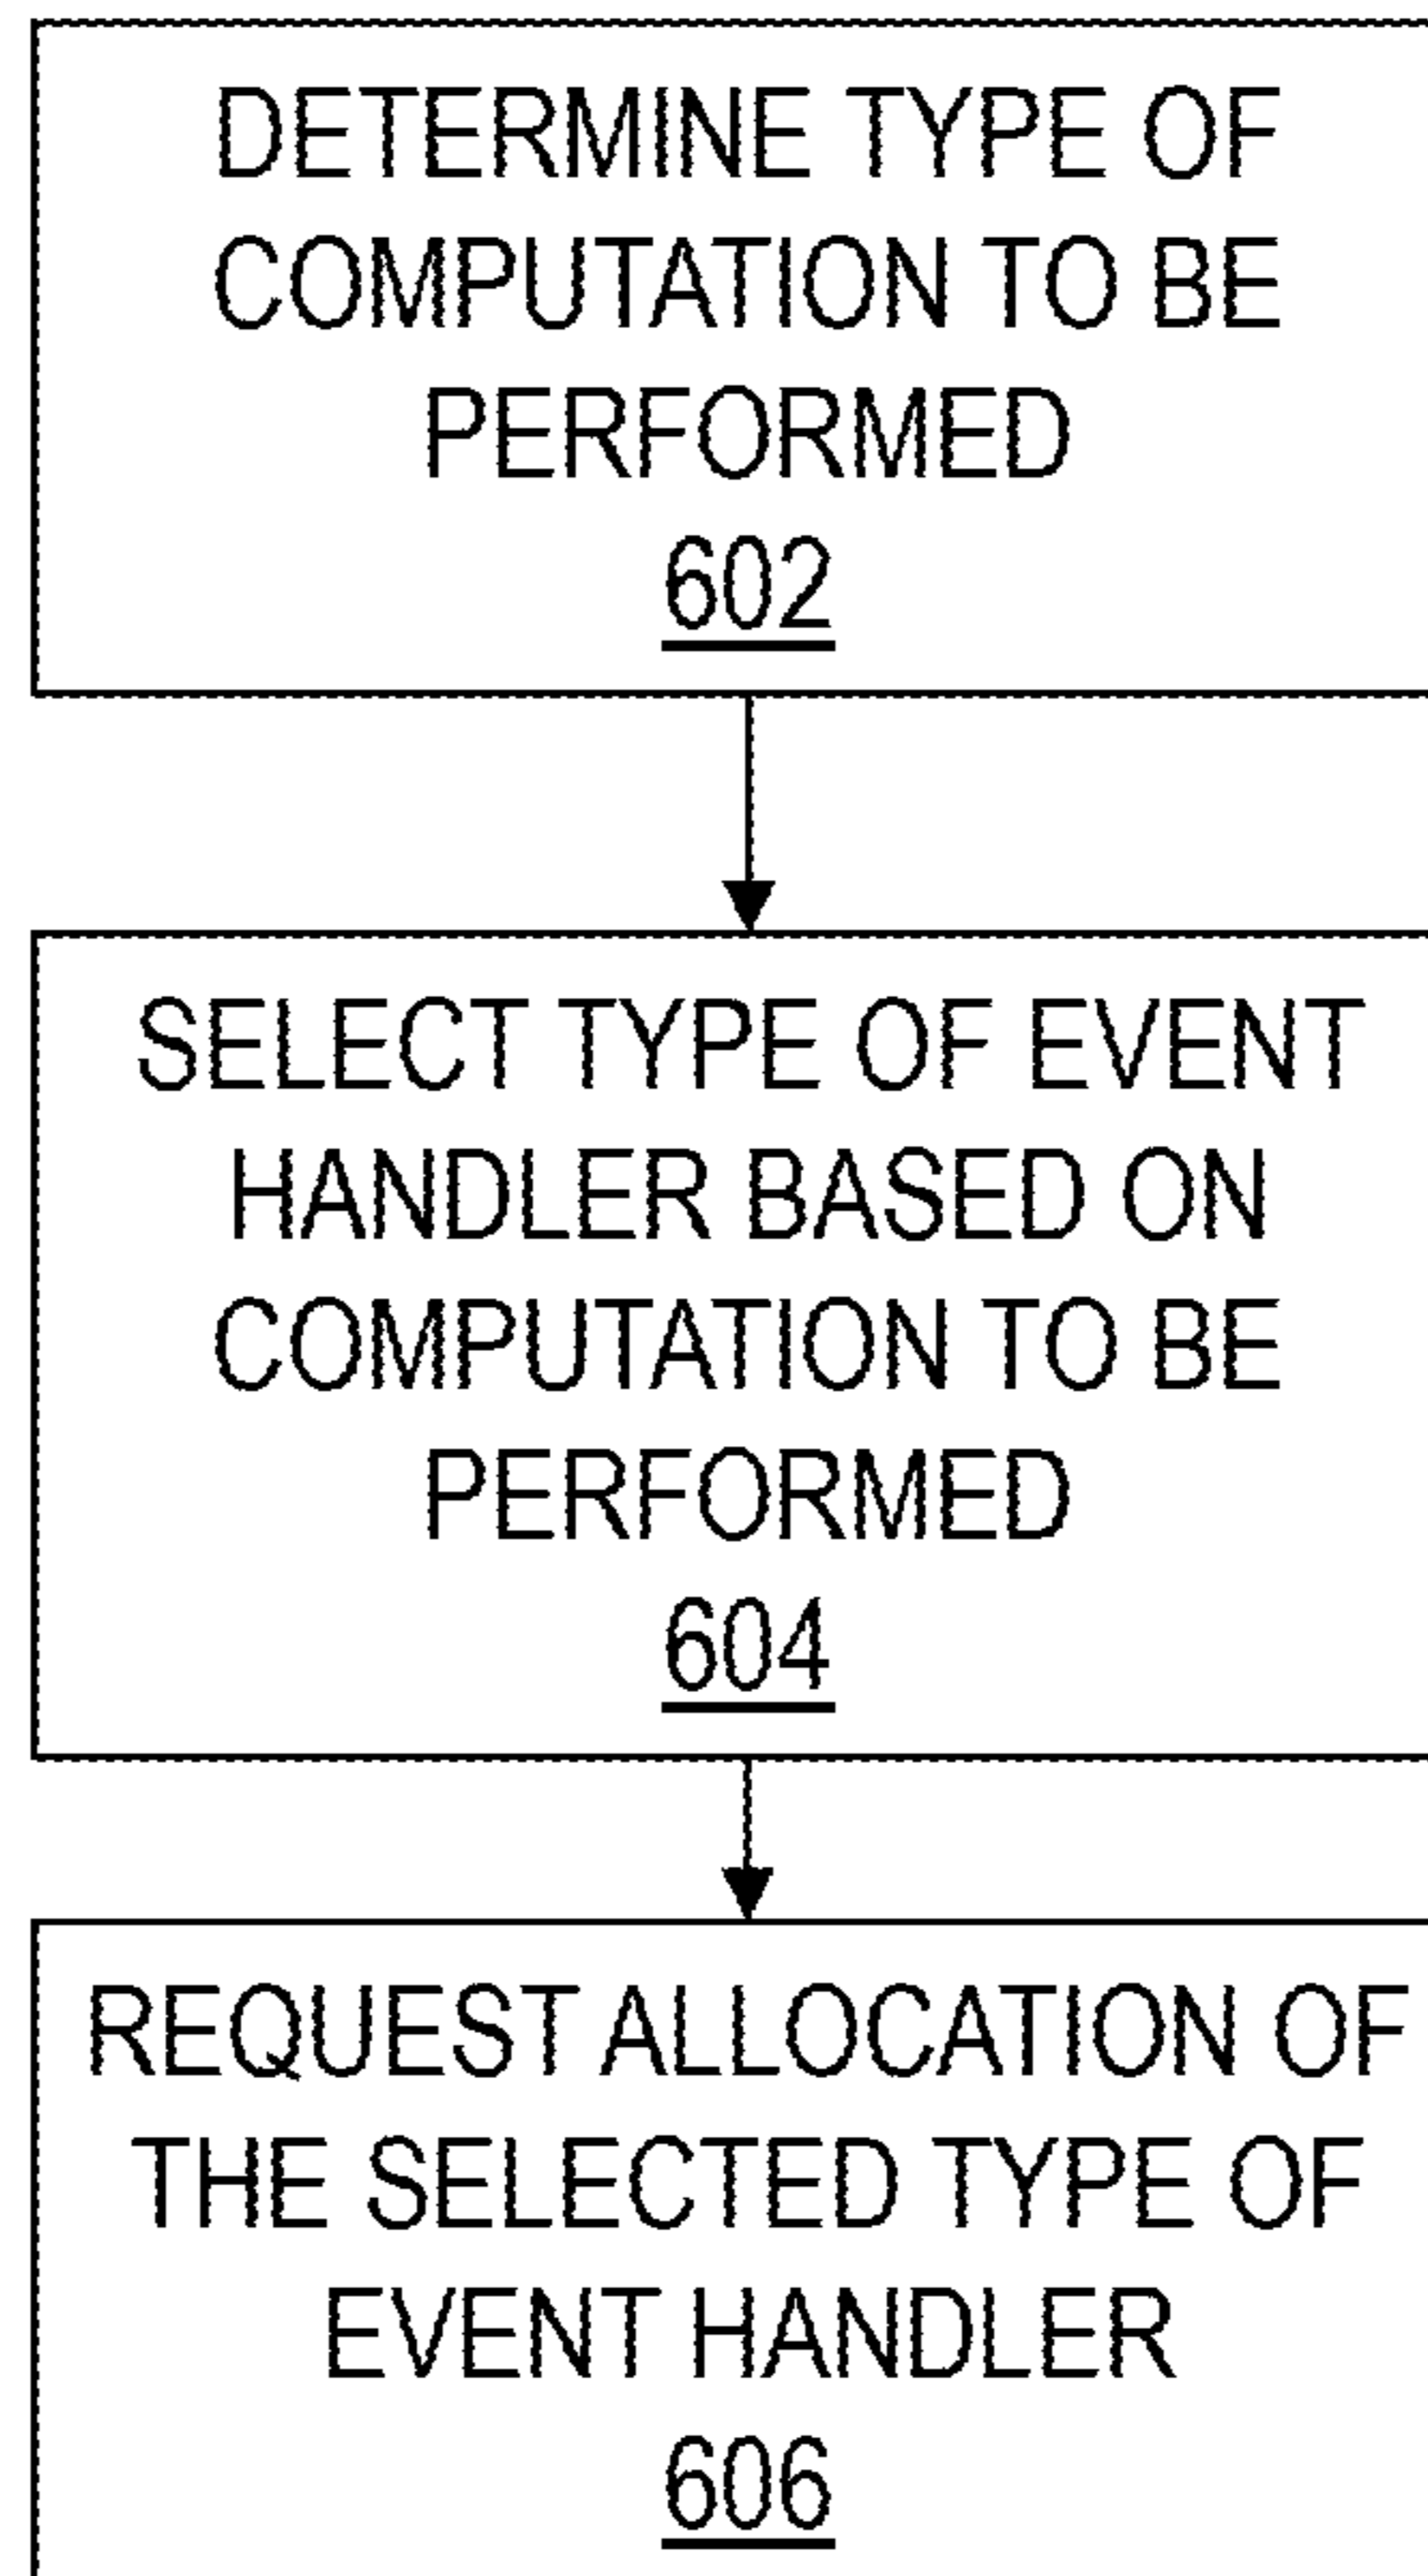 DETERMINE TYPE OF
COMPUTATION TO BE
PERFORMED
602
SELECT TYPE OF EVENT
HANDLER BASED ON
COMPUTATION TO BE
PERFORMED
604
REQUEST ALLOCATION OF
THE SELECTED TYPE OF
EVENT HANDLER
606